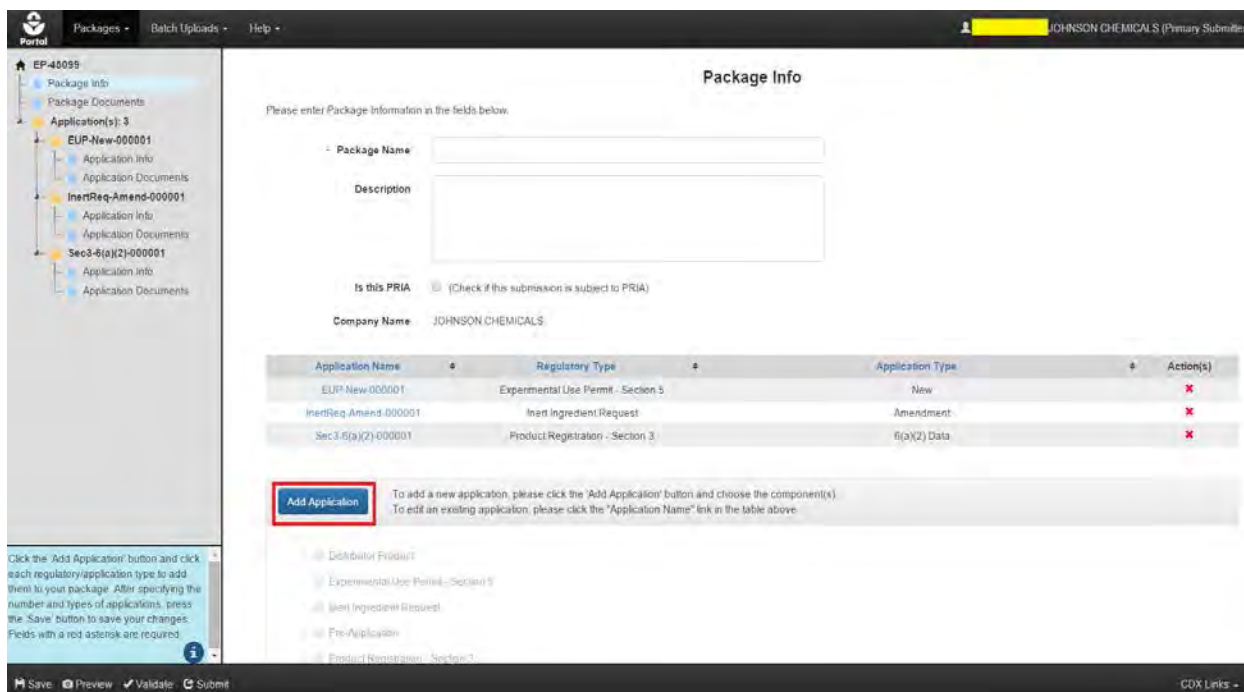 Portal
Packages
Batch Uploads
Help
JOHNSON CHEMICALS (Primary Submitter
EP-48099
Package Info
Package Documents
Application(s): 3
EUP-New-000001
Application Info
Application Documents
InertReq-Amend-000001
Application Info
Application Documents
Sec3-6(a)(2)-000001
Application Info
Application Documents
Click the 'Add Application' button and click
each regulatory/application type to add
them to your package. After specifying the
number and types of applications, press
the 'Save' button to save your changes.
Fields with a red asterisk are required.
Package Info
Please enter Package Information in the fields below.
Package Name
Description
Is this PRIA (Check if this submission is subject to PRIA)
Company Name JOHNSON CHEMICALS
Application Name Regulatory Type Application Type Action(s)
EUP-New-000001 Experimental Use Permit - Section 5 New
InertReq-Amend-000001 Inert Ingredient Request Amendment
Sec3-6(a)(2)-000001 Product Registration - Section 3 6(a)(2) Data
Add Application
To add a new application, please click the 'Add Application' button and choose the component(s).
To edit an existing application, please click the "Application Name" link in the table above.
Distributor Product
Experimental Use Permit - Section 5
Inert Ingredient Request
Pre-Application
Product Registration - Section 3
Save Preview Validate Submit
CDX Links